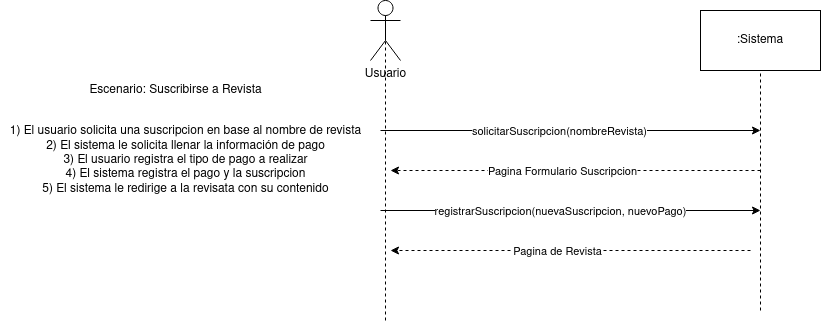 :Sistema
Usuario
Escenario: Suscribirse a Revista
1) El usuario solicita una suscripcion en base al nombre de revista
2) El sistema le solicita llenar la información de pago
3) El usuario registra el tipo de pago a realizar
4) El sistema registra el pago y la suscripcion
5) El sistema le redirige a la revisata con su contenido
solicitarSuscripcion(nombreRevista)
Pagina Formulario Suscripcion
registrarSuscripcion(nuevaSuscripcion, nuevoPago)
Pagina de Revista